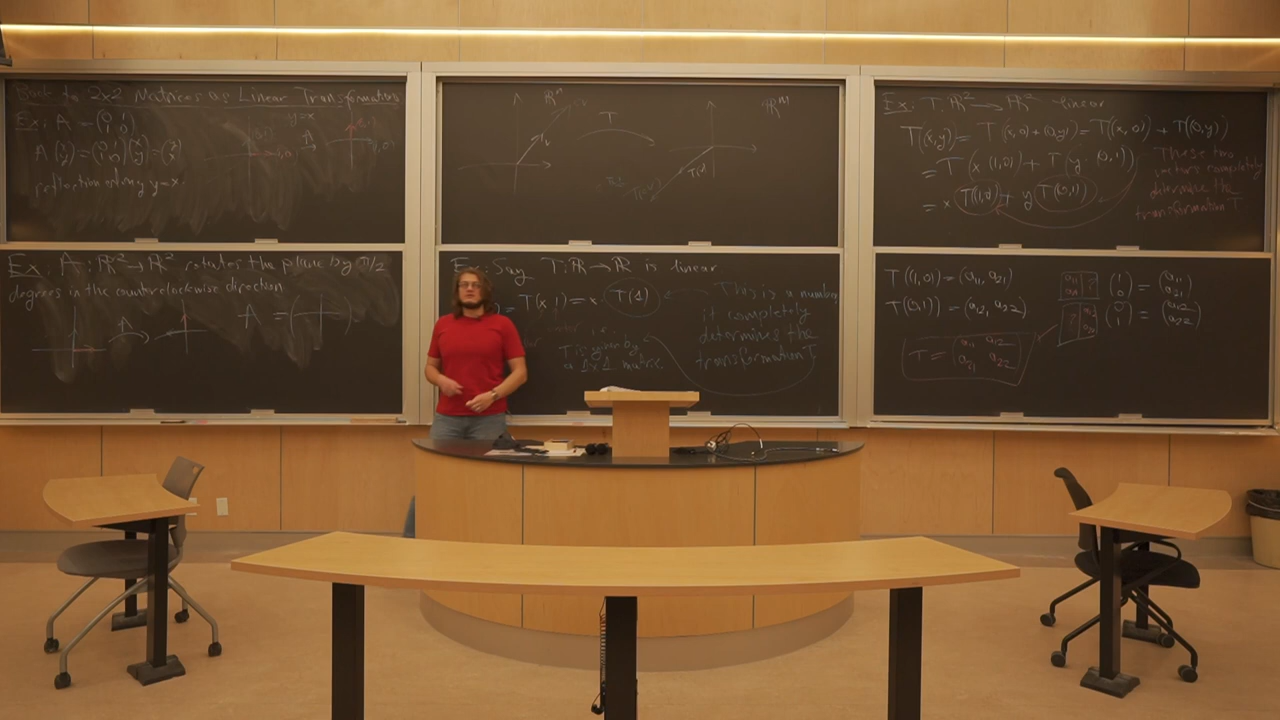 Back to 2x2 Matrices as Linear Transformations
Ex: A = (0 1
1 0)
A (x
y) = (0 1
1 0)(x
y) = (y
x)
reflection along y=x.
y=x
A
Ex. A: ℝ² → ℝ² rotates the plane by π/2
degrees in the counterclockwise direction
A
A = ( )
ℝⁿ
T
ℝᵐ
v
Ex: Say T: ℝ → ℝ is linear
T(x·1) = x · T(1)
This is a number
it completely
determines the
transformation T
T is given by
a 1x1 matrix.
Ex: T: ℝ² → ℝ² linear
T(x,y) = T(x,0) + (0,y)) = T(x,0) + T(0,y)
= T(x·(1,0)) + T(y·(0,1))
= x T(1,0) + y T(0,1)
These two
vectors completely
determine the
transformation T
T(1,0) = (a₁₁, a₂₁)
T(0,1) = (a₁₂, a₂₂)
T = (a₁₁ a₁₂
a₂₁ a₂₂)
a₁₁ ?
a₂₁ ?
(1
0) = (a₁₁
a₂₁)
? a₁₂
? a₂₂
(0
1) = (a₁₂
a₂₂)